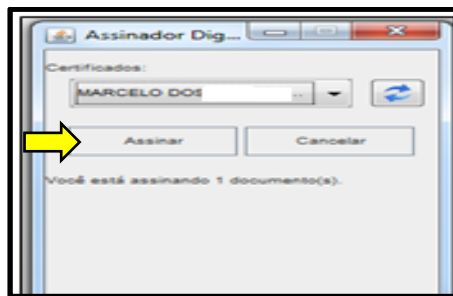 Assinador Dig...
Certificados:
MARCELO DOS ..
Assinar Cancelar
Você está assinando 1 documento(s).